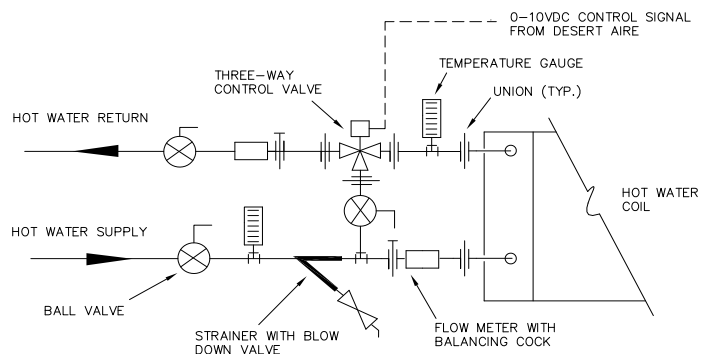 0-10VDC CONTROL SIGNAL
FROM DESERT AIRE
TEMPERATURE GAUGE
THREE-WAY
CONTROL VALVE
UNION (TYP.)
HOT WATER RETURN
HOT WATER
COIL
HOT WATER SUPPLY
BALL VALVE
STRAINER WITH BLOW
DOWN VALVE
FLOW METER WITH
BALANCING COCK